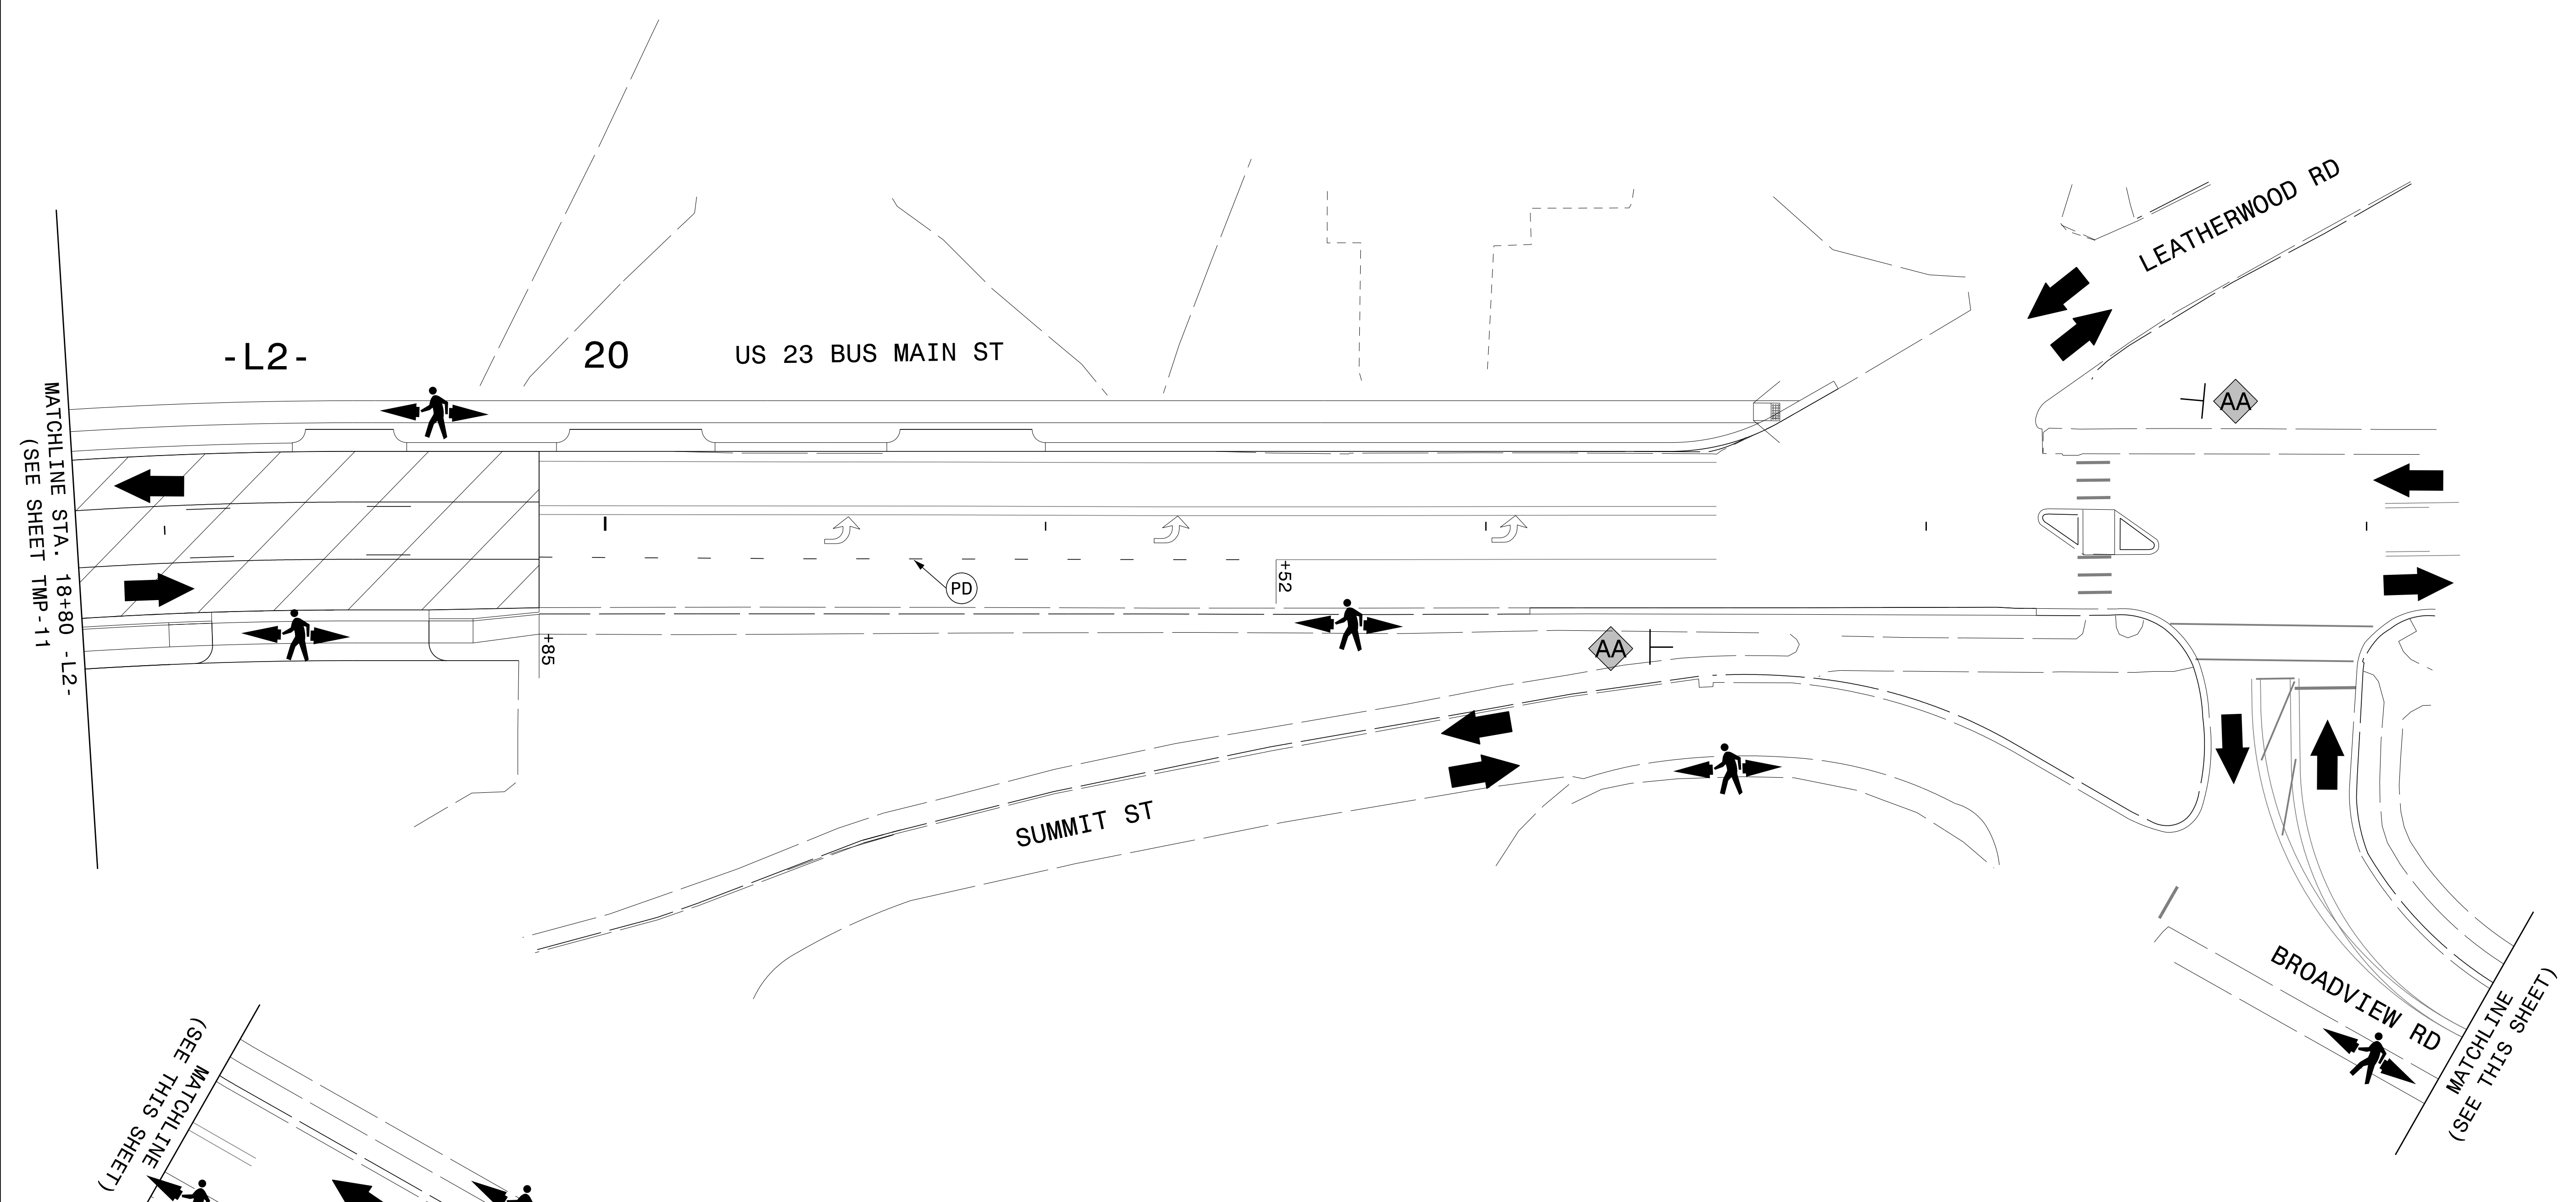 LEATHERWOOD RD
-L2-
20
US 23 BUS MAIN ST
MATCHLINE STA. 18+80 -L2-
(SEE SHEET TMP-11
AA
PD
+52
+85
AA
SUMMIT ST
BROADVIEW RD
MATCHLINE
(SEE THIS SHEET)
MATCHLINE
(SEE THIS SHEET)